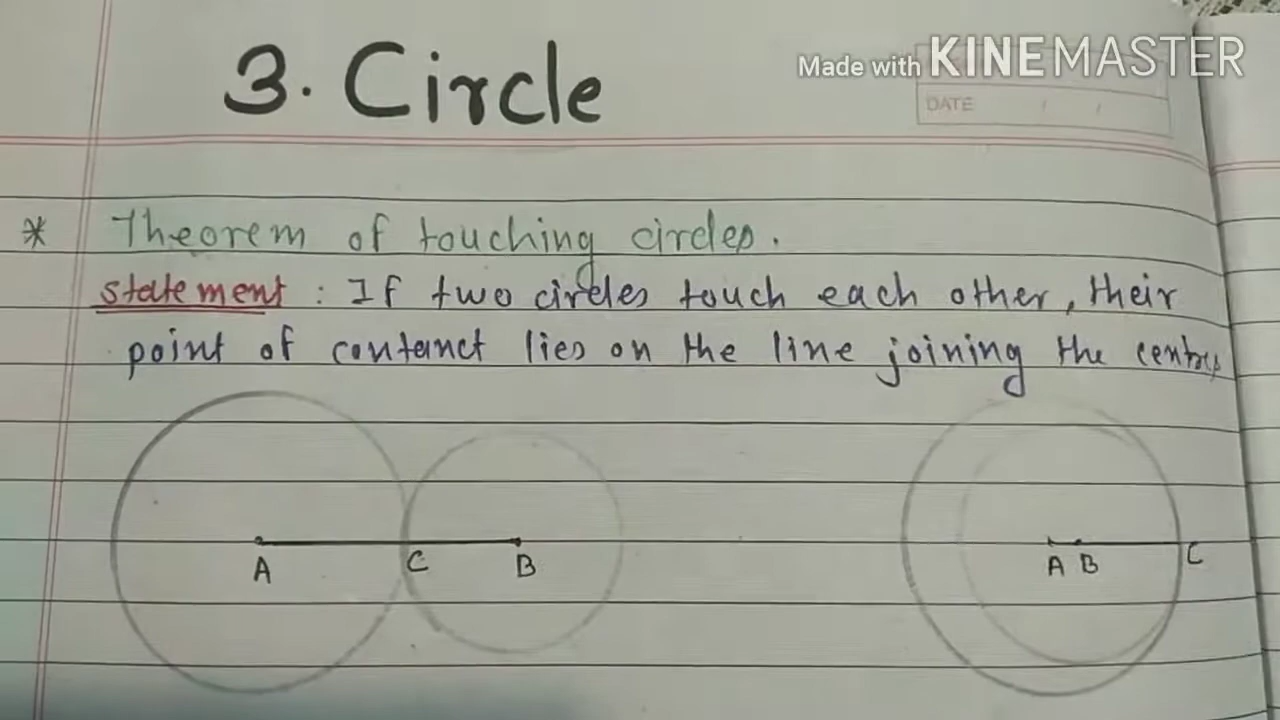 Made with KINEMASTER
3. Circle
DATE / /
* Theorem of touching circles.
statement : If two circles touch each other, their
point of contanct lies on the line joining the centres
A C B
A B C